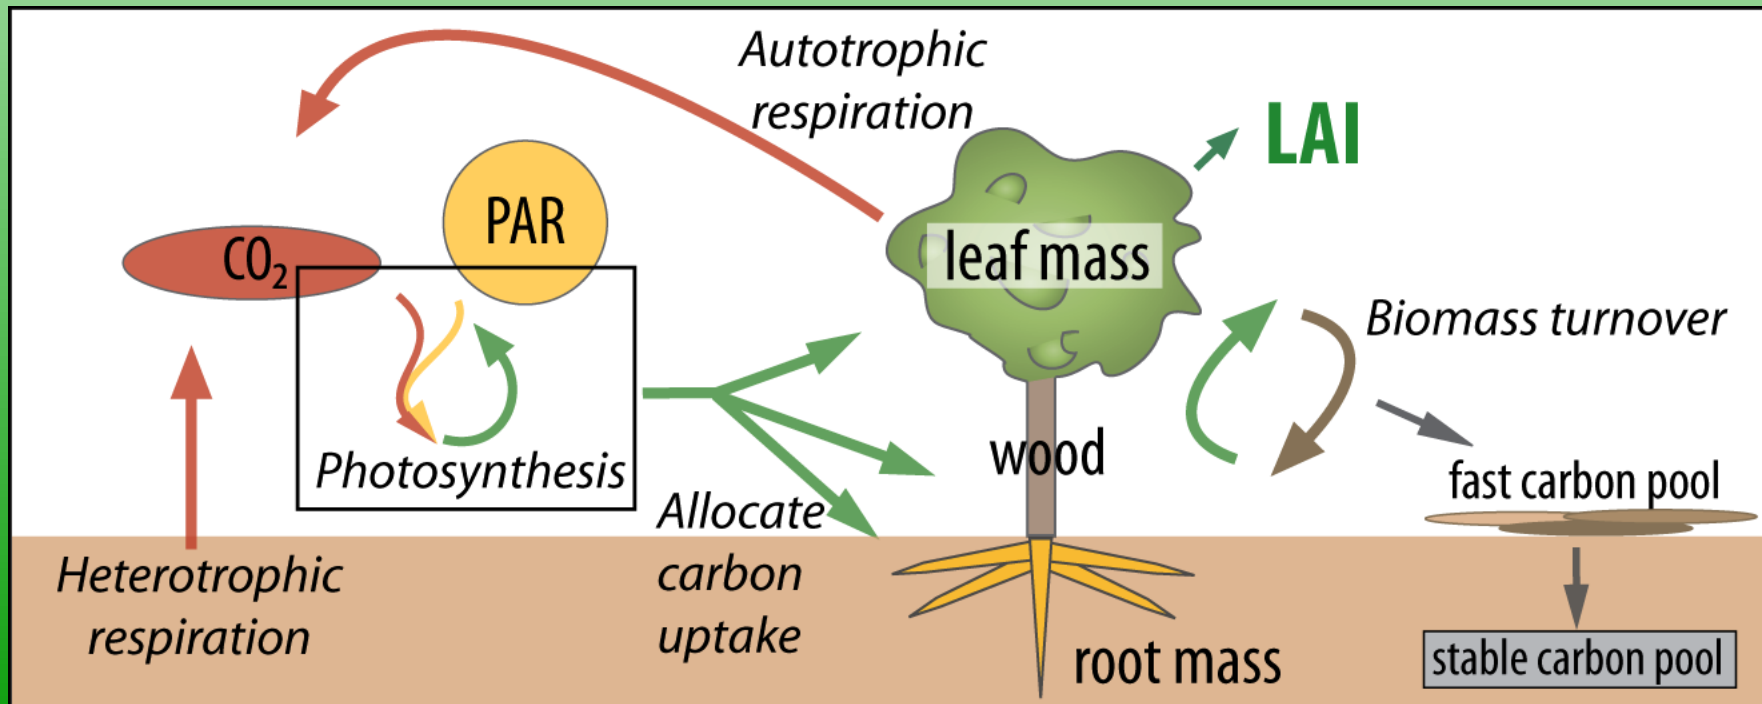 Autotrophic
respiration
LAI
PAR
CO₂
leaf mass
Biomass turnover
Photosynthesis
wood
fast carbon pool
Allocate
carbon
uptake
Heterotrophic
respiration
root mass
stable carbon pool